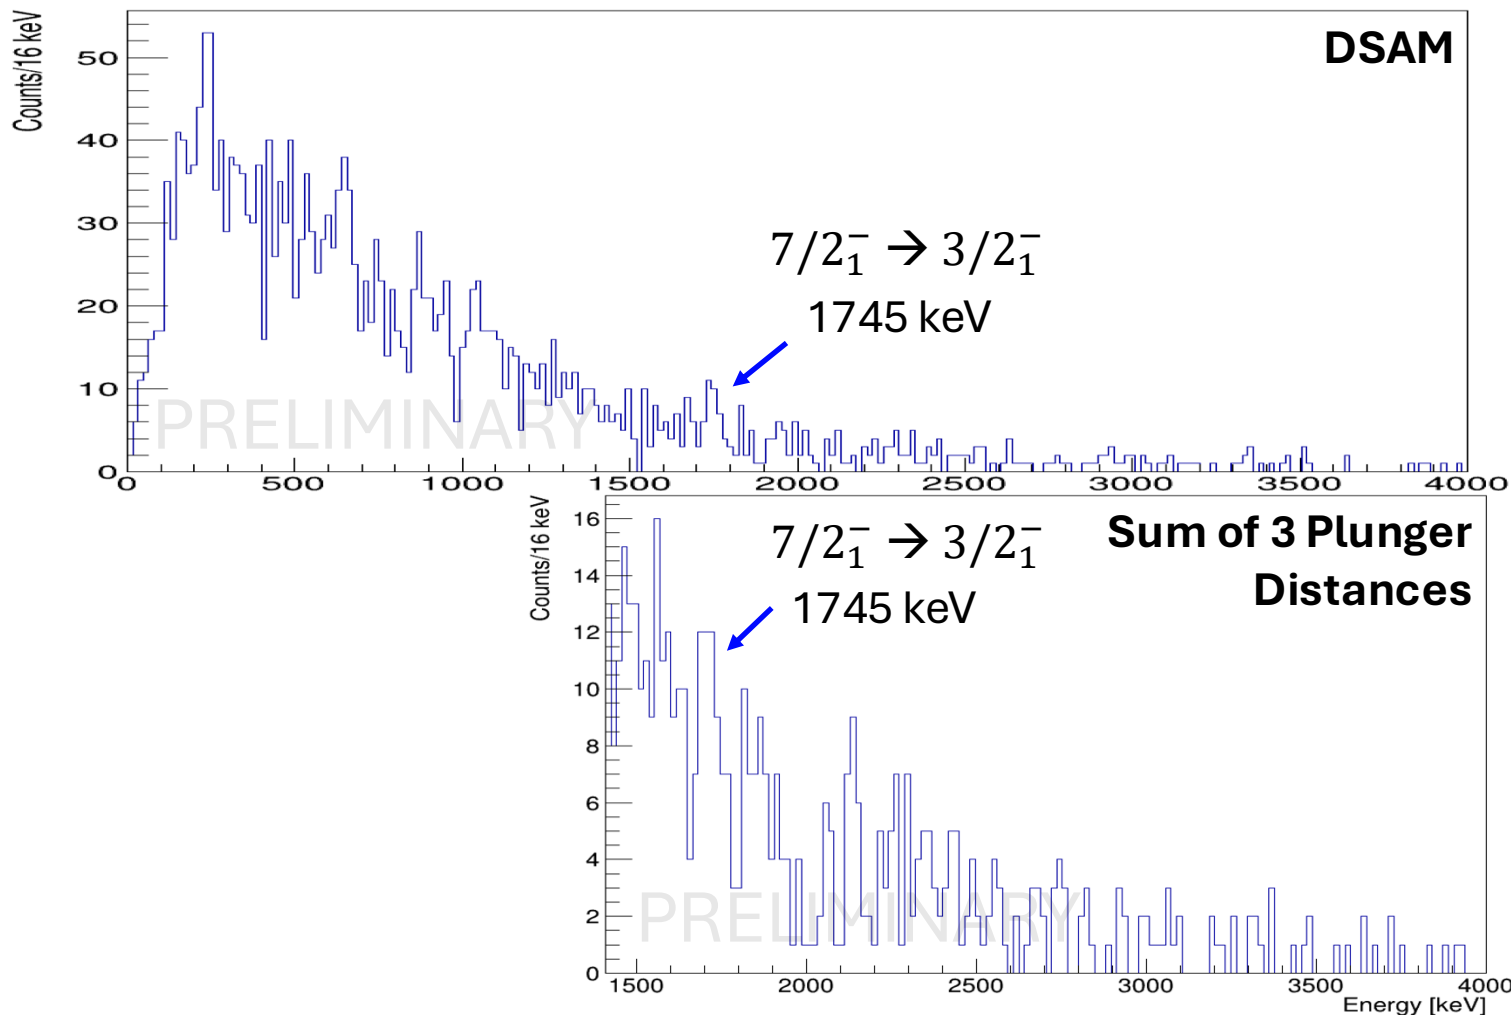 Counts/16 keV
DSAM
50
40
30
20
10
0
7/2₁⁻ → 3/2₁⁻
1745 keV
PRELIMINARY
0 500 1000 1500 2000 2500 3000 3500 4000
Counts/16 keV
Sum of 3 Plunger
Distances
16
14
12
10
8
6
4
2
0
7/2₁⁻ → 3/2₁⁻
1745 keV
PRELIMINARY
1500 2000 2500 3000 3500 4000
Energy [keV]